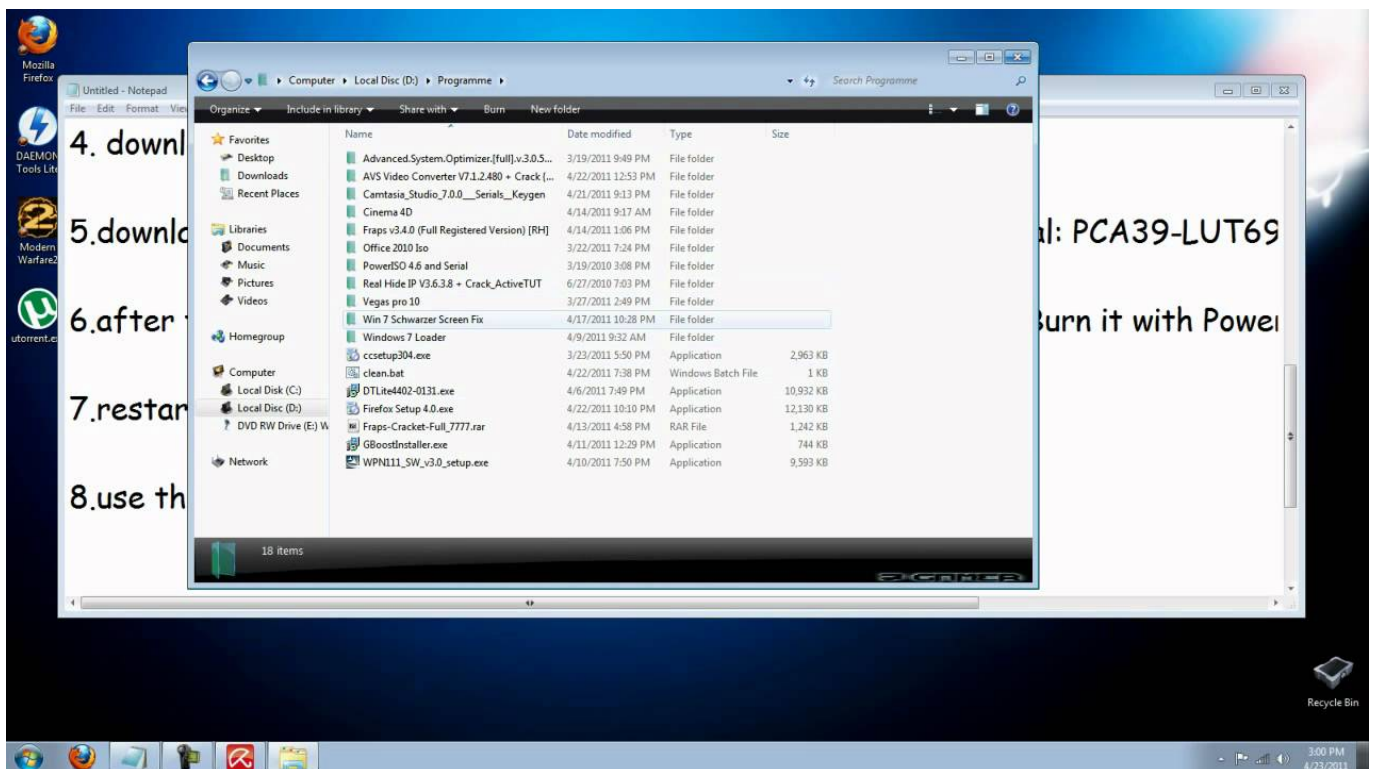 Mozilla
Firefox
DAEMON
Tools Lite
Modern
Warfare2
utorrent.e
Untitled - Notepad
File Edit Format
4. downl
5.downlo
al: PCA39-LUT69
6.after
Burn it with Power
7.restar
8.use th
Computer Local Disc (D:) Programme
Search Programme
Organize Include in library Share with Burn New folder
Favorites
Desktop
Downloads
Recent Places
Libraries
Documents
Music
Pictures
Videos
Homegroup
Computer
Local Disk (C:)
Local Disc (D:)
DVD RW Drive (E:) W
Network
Name Date modified Type Size
Advanced.System.Optimizer.[full].v.3.0.5... 3/19/2011 9:49 PM File folder
AVS Video Converter V7.1.2.480 + Crack {... 4/22/2011 12:53 PM File folder
Camtasia_Studio_7.0.0__Serials__Keygen 4/21/2011 9:13 PM File folder
Cinema 4D 4/14/2011 9:17 AM File folder
Fraps v3.4.0 (Full Registered Version) [RH] 4/14/2011 1:06 PM File folder
Office 2010 Iso 3/22/2011 7:24 PM File folder
PowerISO 4.6 and Serial 3/19/2010 3:08 PM File folder
Real Hide IP V3.6.3.8 + Crack_ActiveTUT 6/27/2010 7:03 PM File folder
Vegas pro 10 3/27/2011 2:49 PM File folder
Win 7 Schwarzer Screen Fix 4/17/2011 10:28 PM File folder
Windows 7 Loader 4/9/2011 9:32 AM File folder
ccsetup304.exe 3/23/2011 5:50 PM Application 2,963 KB
clean.bat 4/22/2011 7:38 PM Windows Batch File 1 KB
DTLite4402-0131.exe 4/6/2011 7:49 PM Application 10,932 KB
Firefox Setup 4.0.exe 4/22/2011 10:10 PM Application 12,130 KB
Fraps-Cracket-Full_7777.rar 4/13/2011 4:58 PM RAR File 1,242 KB
GBoostInstaller.exe 4/11/2011 12:29 PM Application 744 KB
WPN111_SW_v3.0_setup.exe 4/10/2011 7:50 PM Application 9,593 KB
18 items
Recycle Bin
3:00 PM
4/23/2011